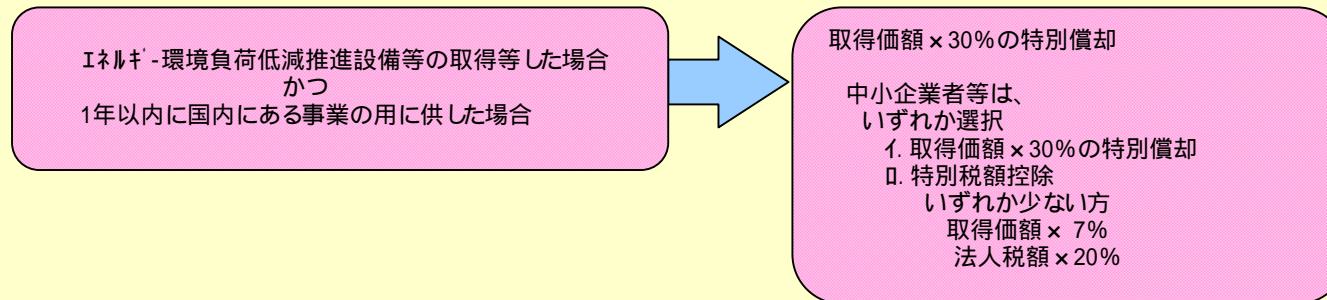 ｴﾈﾙｷﾞ-環境負荷低減推進設備等の取得等した場合
かつ
1年以内に国内にある事業の用に供した場合
取得価額×30%の特別償却
中小企業者等は、
いずれか選択
ｲ. 取得価額×30%の特別償却
ﾛ. 特別税額控除
いずれか少ない方
取得価額× 7%
法人税額×20%